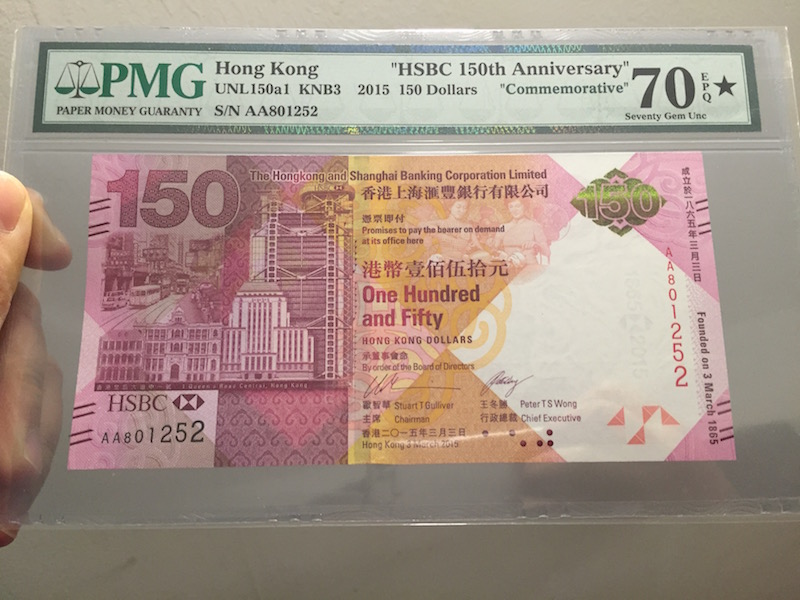 PMG
PAPER MONEY GUARANTY
Hong Kong
UNL150a1 KNB3
S/N AA801252
"HSBC 150th Anniversary"
2015 150 Dollars "Commemorative"
70 EPQ ★
Seventy Gem Unc
150
The Hongkong and Shanghai Banking Corporation Limited
香港上海滙豐銀行有限公司
憑票即付
Promises to pay the bearer on demand
at its office here
港幣壹佰伍拾元
One Hundred
and Fifty
HONG KONG DOLLARS
承董事會命
By order of the Board of Directors
歐智華 Stuart T Gulliver
主席 Chairman
王冬勝 Peter T S Wong
行政總裁 Chief Executive
香港二〇一五年三月三日
Hong Kong 3 March 2015
150
成立於一八六五年三月三日
AA801252
Founded on 3 March 1865
1 Queen's Road Central, Hong Kong
HSBC
AA801252